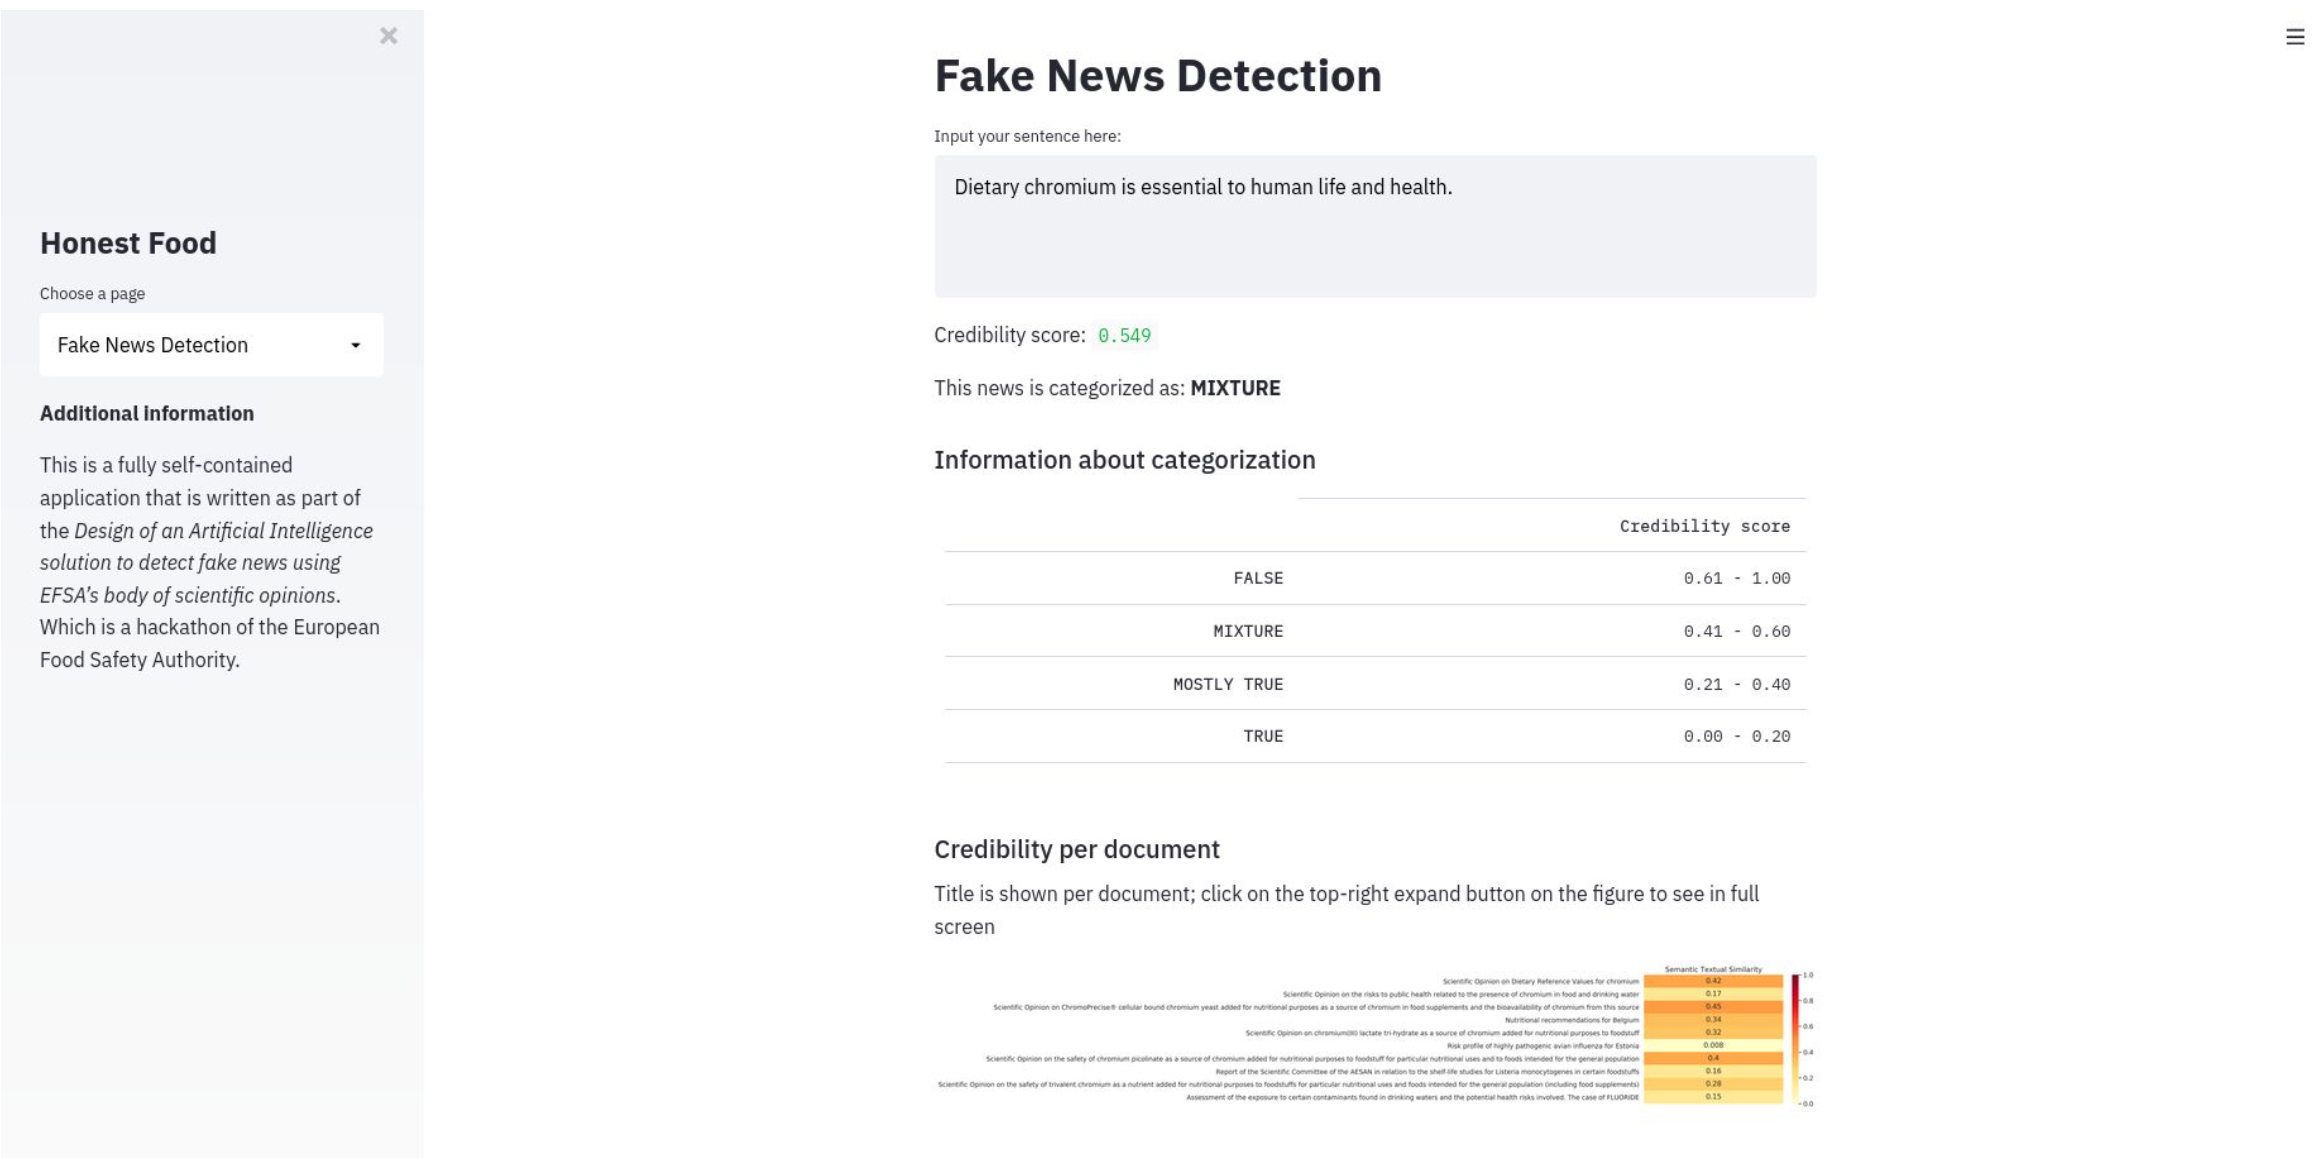 Honest Food
Choose a page
Fake News Detection
Additional information
This is a fully self-contained
application that is written as part of
the Design of an Artificial Intelligence
solution to detect fake news using
EFSA’s body of scientific opinions.
Which is a hackathon of the European
Food Safety Authority.
Fake News Detection
Input your sentence here:
Dietary chromium is essential to human life and health.
Credibility score: 0.549
This news is categorized as: MIXTURE
Information about categorization
Credibility score
FALSE 0.61 - 1.00
MIXTURE 0.41 - 0.60
MOSTLY TRUE 0.21 - 0.40
TRUE 0.00 - 0.20
Credibility per document
Title is shown per document; click on the top-right expand button on the figure to see in full
screen
Semantic Textual Similarity
Scientific Opinion on Dietary Reference Values for chromium 0.42
Scientific Opinion on the risks to public health related to the presence of chromium in food and drinking water 0.17
Scientific Opinion on ChromoPrecise® cellular bound chromium yeast added for nutritional purposes as a source of chromium in food supplements and the bioavailability of chromium from this source 0.45
Nutritional recommendations for Belgium 0.34
Scientific Opinion on chromium(III) lactate tri-hydrate as a source of chromium added for nutritional purposes to foodstuff 0.32
Risk profile of highly pathogenic avian influenza for Estonia 0.008
Scientific Opinion on the safety of chromium picolinate as a source of chromium added for nutritional purposes to foodstuff for particular nutritional uses and to foods intended for the general population 0.4
Report of the Scientific Committee of the AESAN in relation to the shelf-life studies for Listeria monocytogenes in certain foodstuffs 0.16
Scientific Opinion on the safety of trivalent chromium as a nutrient added for nutritional purposes to foodstuffs for particular nutritional uses and foods intended for the general population (including food supplements) 0.28
Assessment of the exposure to certain contaminants found in drinking waters and the potential health risks involved. The case of FLUORIDE 0.15
1.0
0.8
0.6
0.4
0.2
0.0